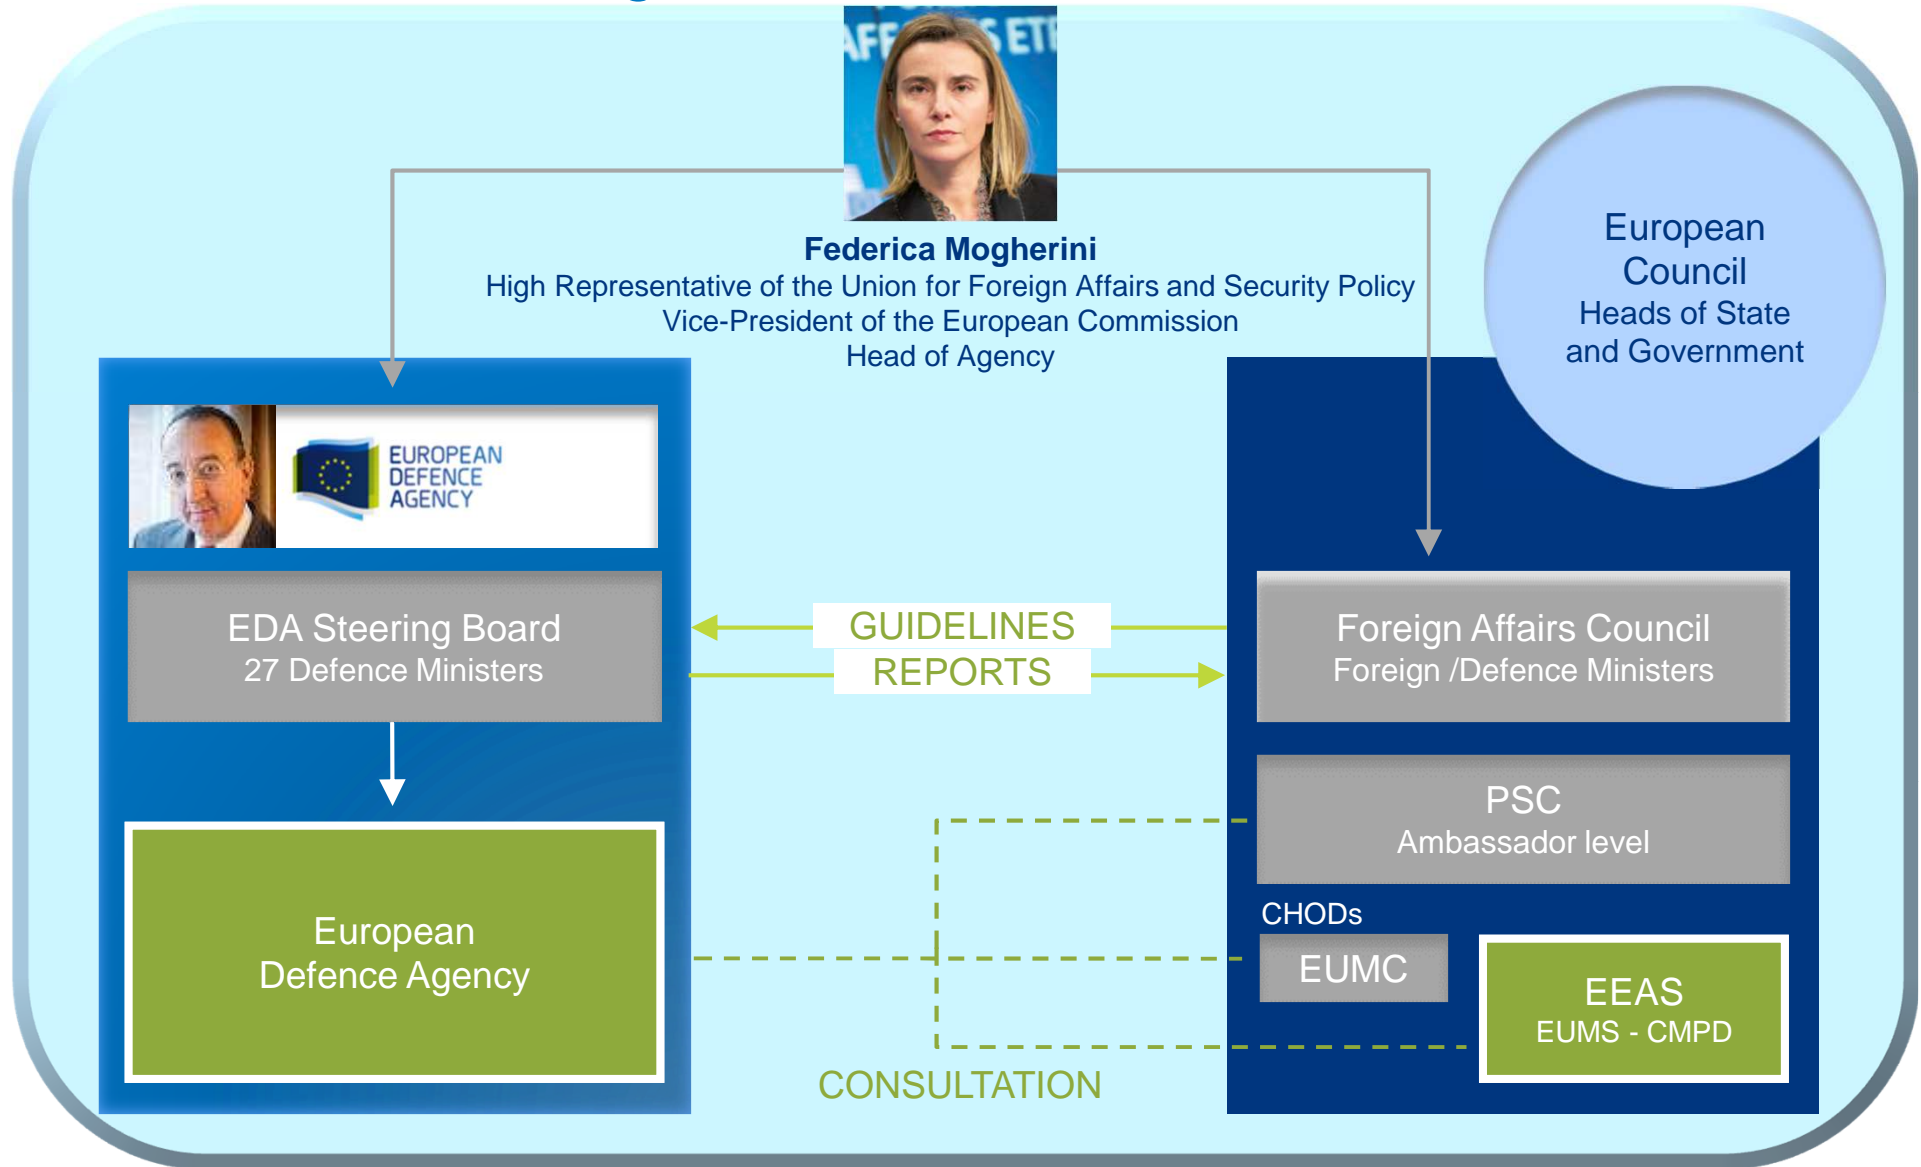 Federica Mogherini
High Representative of the Union for Foreign Affairs and Security Policy
Vice-President of the European Commission
Head of Agency
European
Council
Heads of State
and Government
EUROPEAN
DEFENCE
AGENCY
EDA Steering Board
27 Defence Ministers
GUIDELINES
REPORTS
Foreign Affairs Council
Foreign /Defence Ministers
PSC
Ambassador level
CHODs
EUMC
EEAS
EUMS - CMPD
European
Defence Agency
CONSULTATION